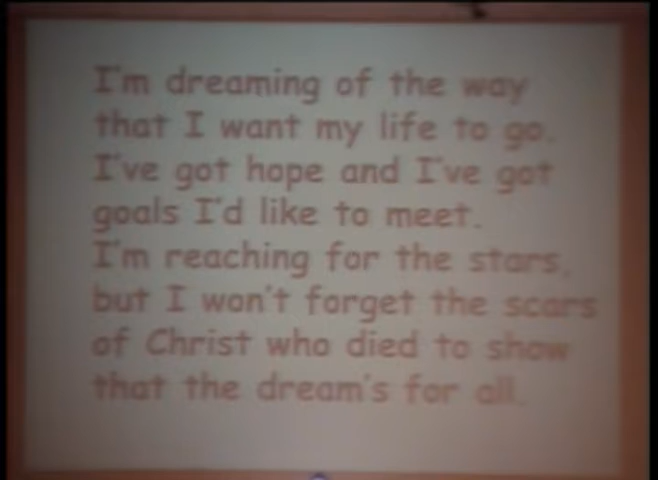 I'm dreaming of the way
that I want my life to go.
I've got hope and I've got
goals I'd like to meet.
I'm reaching for the stars,
but I won't forget the scars
of Christ who died to show
that the dream's for all.